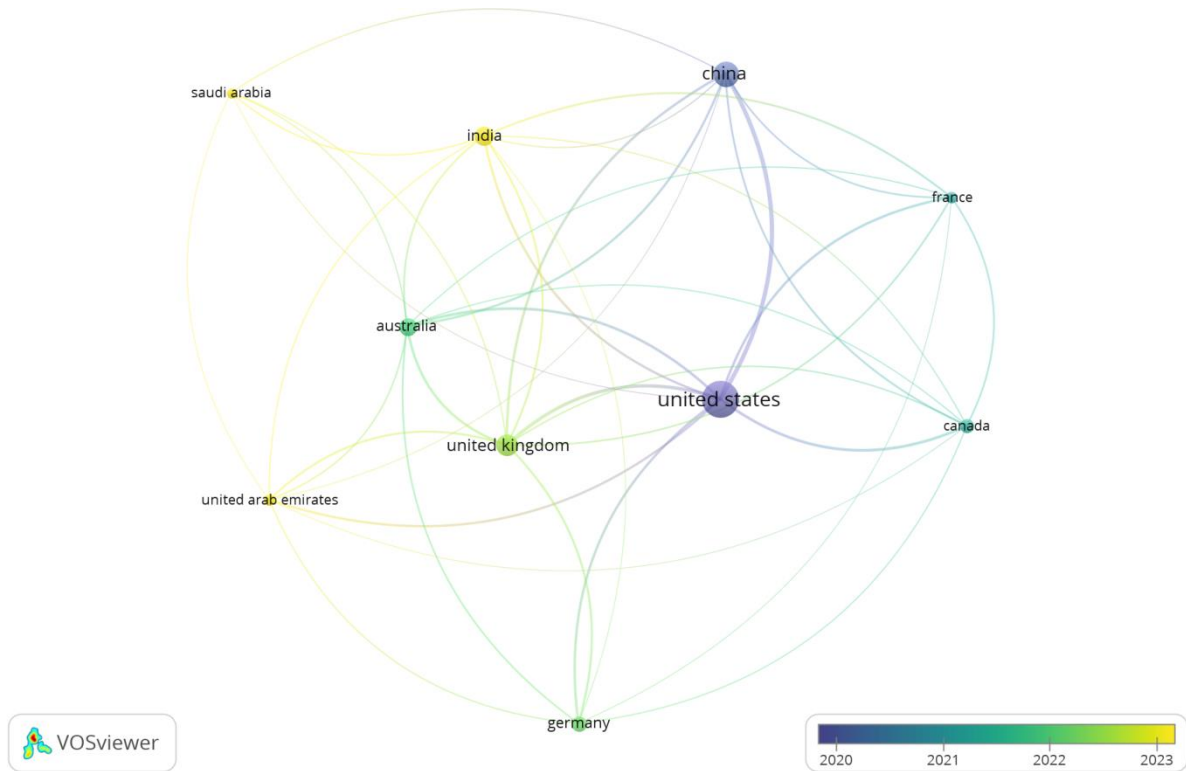 china
saudi arabia
india
france
australia
united states
canada
united kingdom
united arab emirates
germany
VOSviewer
2020 2021 2022 2023